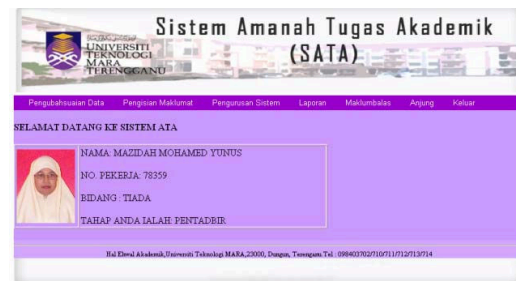 Sistem Amanah Tugas Akademik
(SATA)
UNIVERSITI
TEKNOLOGI
MARA
TERENGGANU
Pengubahsuaian Data Pengisian Maklumat Pengurusan Sistem Laporan Maklumbalas Anjung Keluar
SELAMAT DATANG KE SISTEM ATA
NAMA: MAZIDAH MOHAMED YUNUS
NO. PEKERJA: 78359
BIDANG : TIADA
TAHAP ANDA IALAH: PENTADBIR
Hal Ehwal Akademik,Universiti Teknologi MARA,23000, Dungun, Terengganu Tel : 098403702/710/711/712/713/714